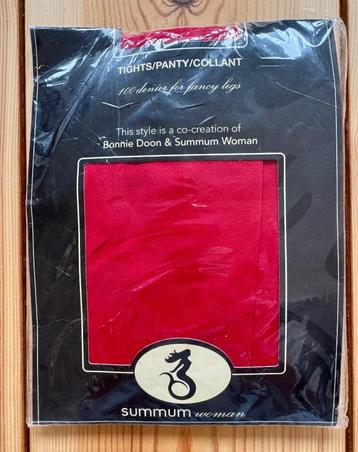 TIGHTS/PANTY/COLLANT
100 denier for fancy legs
This style is a co-creation of
Bonnie Doon & Summum Woman
summum woman